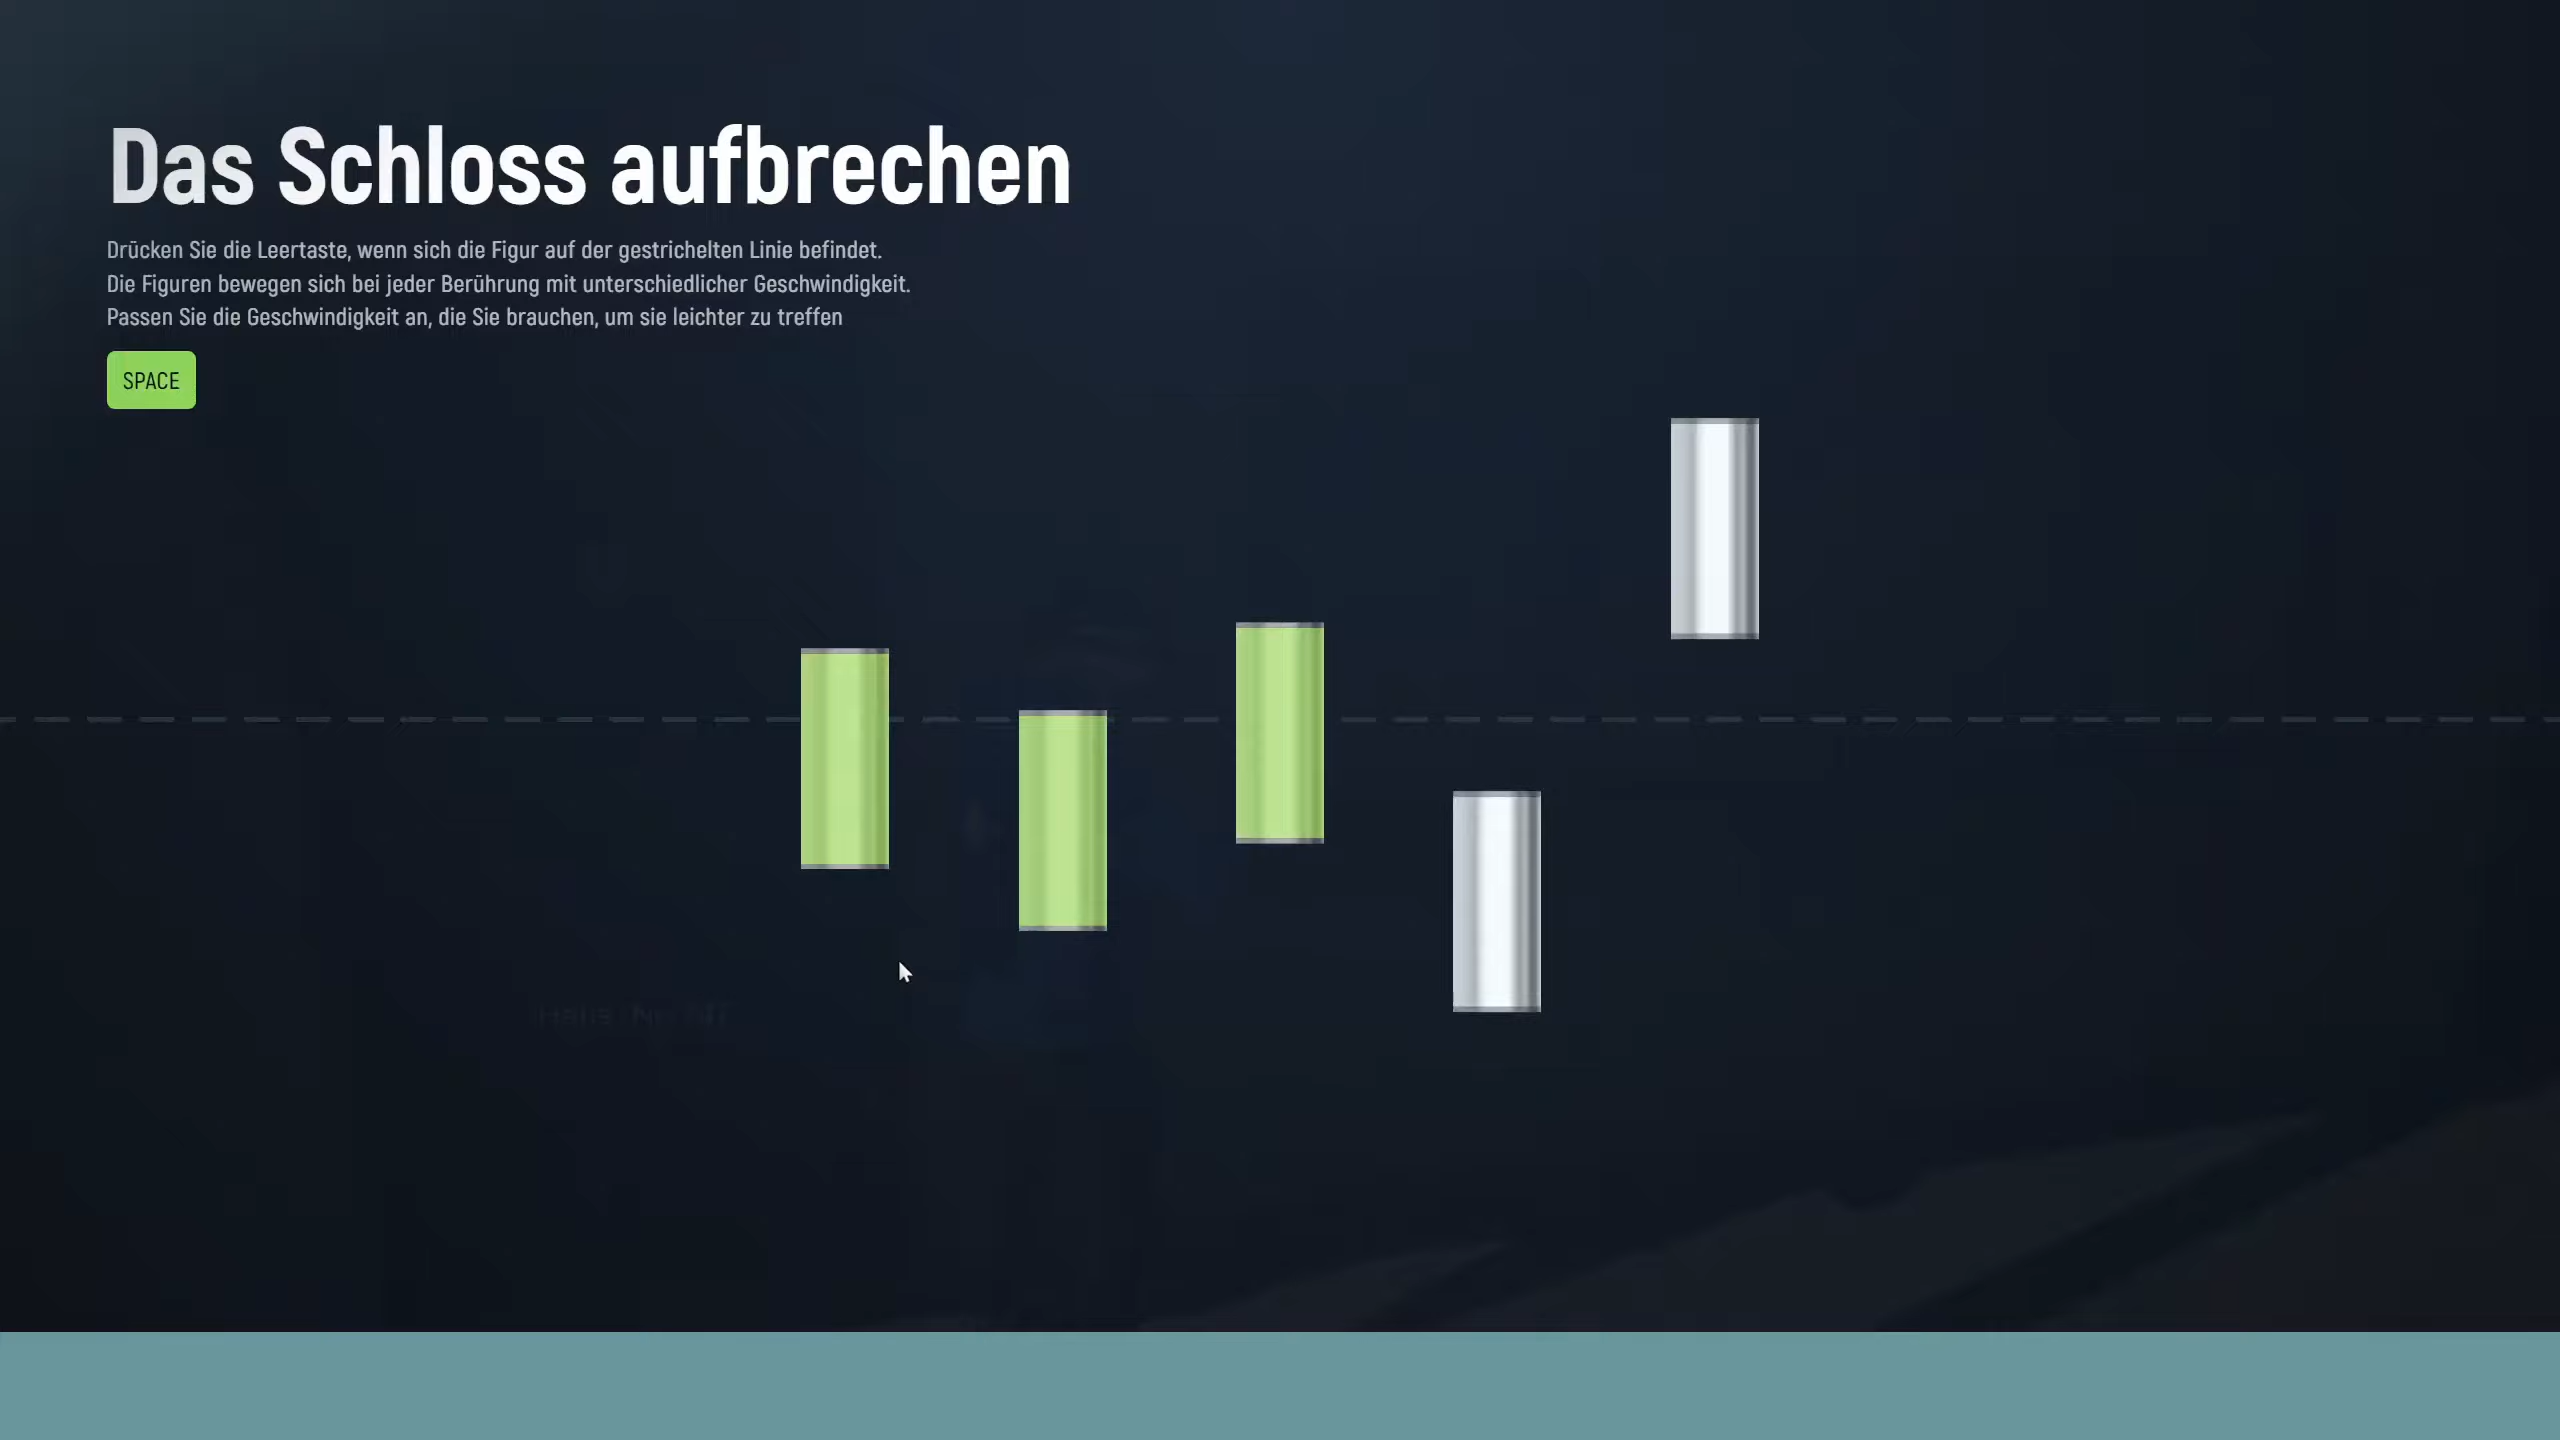 Das Schloss aufbrechen
Drücken Sie die Leertaste, wenn sich die Figur auf der gestrichelten Linie befindet.
Die Figuren bewegen sich bei jeder Berührung mit unterschiedlicher Geschwindigkeit.
Passen Sie die Geschwindigkeit an, die Sie brauchen, um sie leichter zu treffen
SPACE